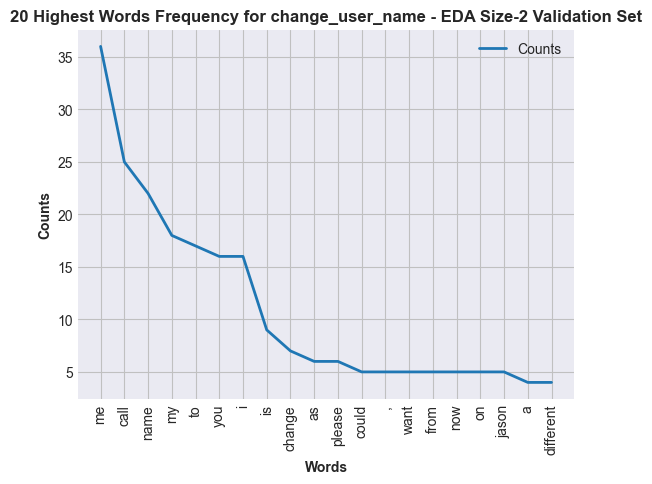 20 Highest Words Frequency for change_user_name - EDA Size-2 Validation Set
Counts
35
30
25
20
15
10
5
Counts
me
call
name
my
to
you
i
is
change
as
please
could
,
want
from
now
on
jason
a
different
Words